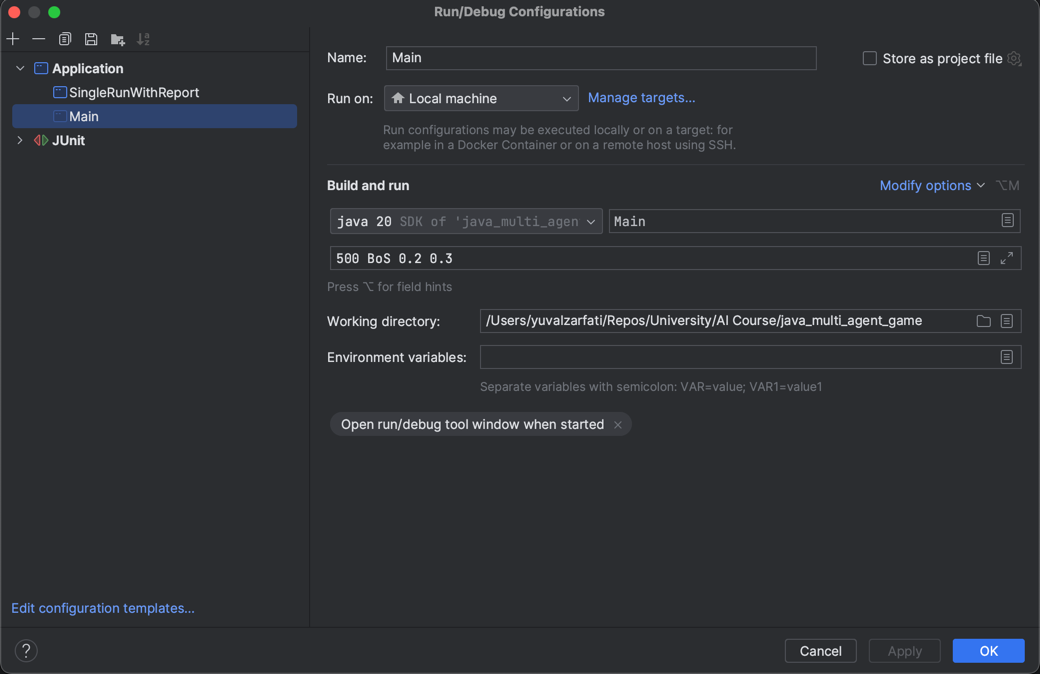 Run/Debug Configurations
Application
SingleRunWithReport
Main
JUnit
Edit configuration templates...
Name:
Main
Store as project file
Run on:
Local machine
Manage targets...
Run configurations may be executed locally or on a target: for
example in a Docker Container or on a remote host using SSH.
Build and run
Modify options ⌥M
java 20 SDK of 'java_multi_agen
Main
500 BoS 0.2 0.3
Press ⌥ for field hints
Working directory:
/Users/yuvalzarfati/Repos/University/AI Course/java_multi_agent_game
Environment variables:
Separate variables with semicolon: VAR=value; VAR1=value1
Open run/debug tool window when started ×
?
Cancel
Apply
OK